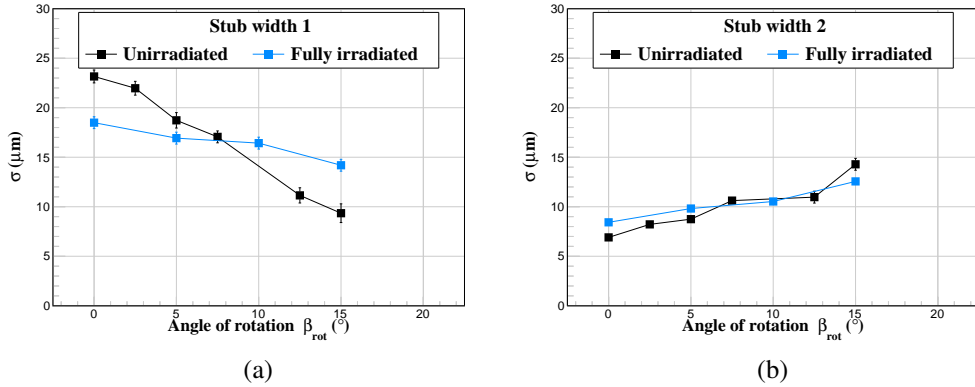 Stub width 1
Unirradiated
Fully irradiated
σ (μm)
30
25
20
15
10
5
0
0
5
10
15
20
Angle of rotation β_rot (°)
(a)
Stub width 2
Unirradiated
Fully irradiated
σ (μm)
30
25
20
15
10
5
0
0
5
10
15
20
Angle of rotation β_rot (°)
(b)